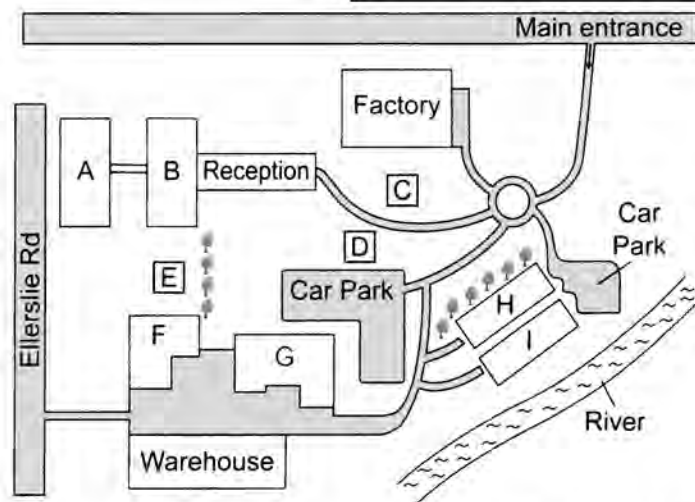 Main entrance
Factory
A
B
Reception
C
Car
Park
D
E
Car Park
H
Ellerslie Rd
F
G
I
River
Warehouse